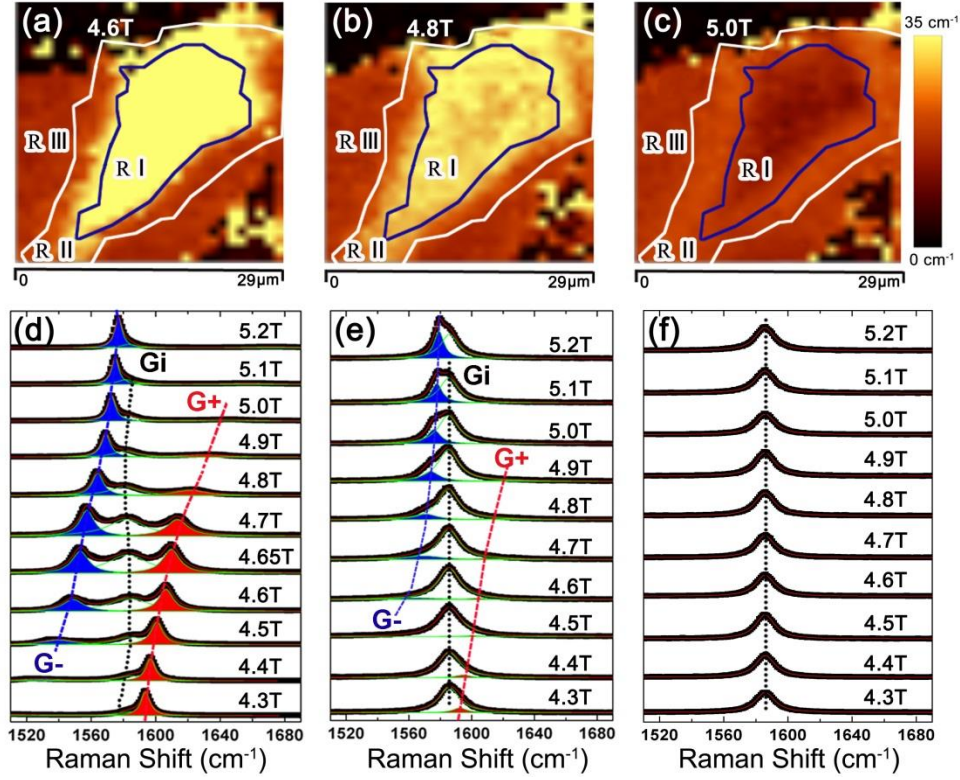 (a) 4.6T
R III
R I
R II
0 29µm
(b) 4.8T
R III
R I
R II
0 29µm
(c) 5.0T
R III
R I
R II
0 29µm
35 cm-1
0 cm-1
(d)
5.2T
Gi 5.1T
G+ 5.0T
4.9T
4.8T
4.7T
4.65T
4.6T
4.5T
G-
4.4T
4.3T
1520 1560 1600 1640 1680
Raman Shift (cm-1)
(e)
5.2T
Gi
5.1T
5.0T
G+ 4.9T
4.8T
4.7T
G- 4.6T
4.5T
4.4T
4.3T
1520 1560 1600 1640 1680
Raman Shift (cm-1)
(f)
5.2T
5.1T
5.0T
4.9T
4.8T
4.7T
4.6T
4.5T
4.4T
4.3T
1520 1560 1600 1640 1680
Raman Shift (cm-1)